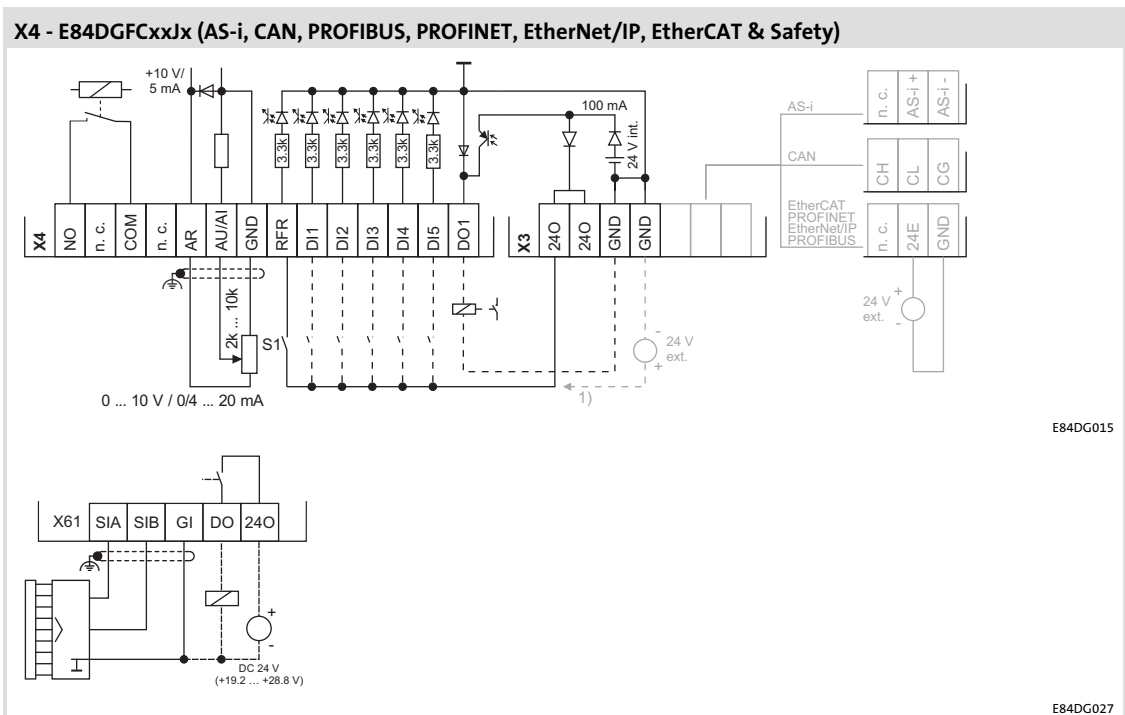 X4 - E84DGFCxxJx (AS-i, CAN, PROFIBUS, PROFINET, EtherNet/IP, EtherCAT & Safety)
+10 V/
5 mA
3.3k
3.3k
3.3k
3.3k
3.3k
3.3k
100 mA
24 V int.
X4
NO
n. c.
COM
n. c.
AR
AU/AI
GND
RFR
DI1
DI2
DI3
DI4
DI5
DO1
X3
24O
24O
GND
GND
AS-i
n. c.
AS-i +
AS-i -
CAN
CH
CL
CG
EtherCAT
PROFINET
EtherNet/IP
PROFIBUS
n. c.
24E
GND
2k ... 10k
S1
0 ... 10 V / 0/4 ... 20 mA
-
24 V
ext.
+
1)
24 V
ext.
+
-
E84DG015
X61
SIA
SIB
GI
DO
24O
+
-
DC 24 V
(+19.2 ... +28.8 V)
E84DG027